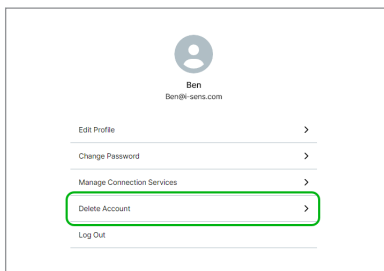 Ben
Ben@i-sens.com
Edit Profile
Change Password
Manage Connection Services
Delete Account
Log Out